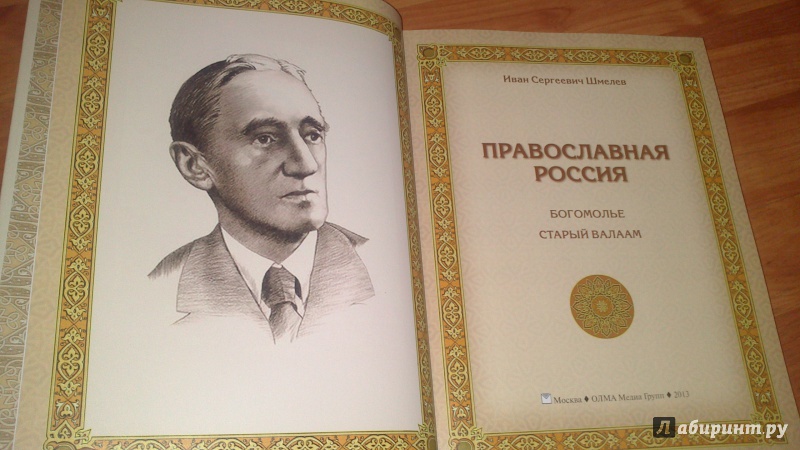 Иван Сергеевич Шмелев
ПРАВОСЛАВНАЯ
РОССИЯ
БОГОМОЛЬЕ
СТАРЫЙ ВАЛААМ
Москва ♦ ОЛМА Медиа Групп ♦ 2013
Лабиринт.ру